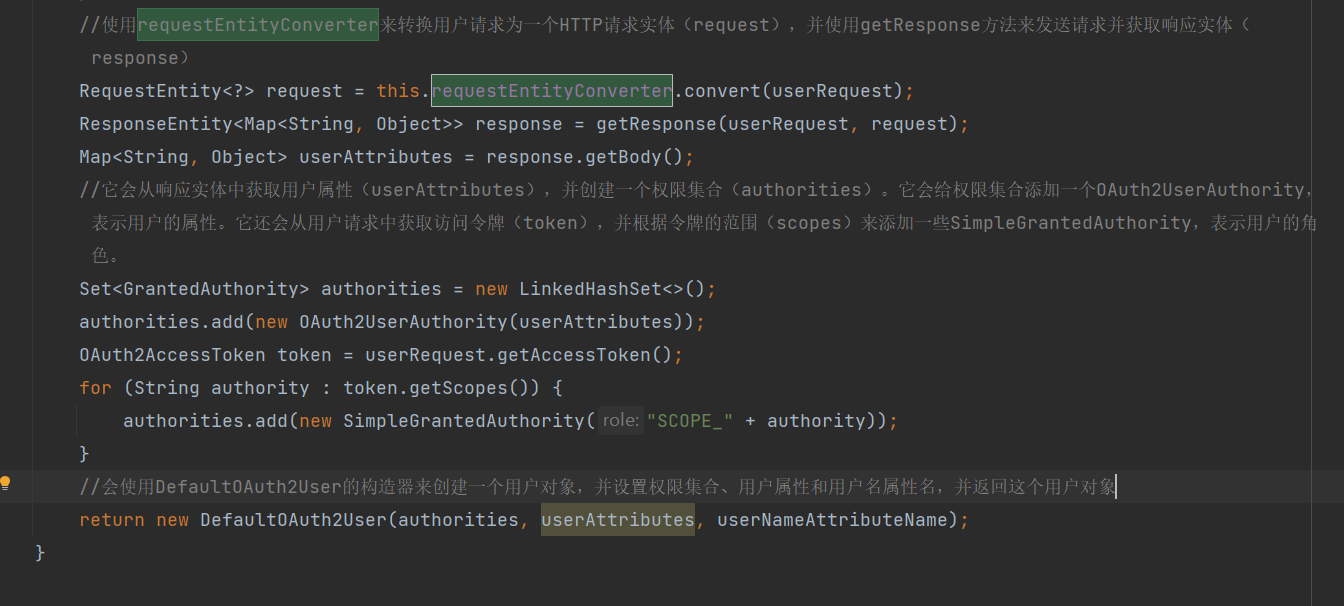 //使用requestEntityConverter来转换用户请求为一个HTTP请求实体（request），并使用getResponse方法来发送请求并获取响应实体（
response）
RequestEntity<?> request = this.requestEntityConverter.convert(userRequest);
ResponseEntity<Map<String, Object>> response = getResponse(userRequest, request);
Map<String, Object> userAttributes = response.getBody();
//它会从响应实体中获取用户属性（userAttributes），并创建一个权限集合（authorities）。它会给权限集合添加一个OAuth2UserAuthority，
表示用户的属性。它还会从用户请求中获取访问令牌（token），并根据令牌的范围（scopes）来添加一些SimpleGrantedAuthority，表示用户的角
色。
Set<GrantedAuthority> authorities = new LinkedHashSet<>();
authorities.add(new OAuth2UserAuthority(userAttributes));
OAuth2AccessToken token = userRequest.getAccessToken();
for (String authority : token.getScopes()) {
authorities.add(new SimpleGrantedAuthority( role: "SCOPE_" + authority));
}
//会使用DefaultOAuth2User的构造器来创建一个用户对象，并设置权限集合、用户属性和用户名属性名，并返回这个用户对象
return new DefaultOAuth2User(authorities, userAttributes, userNameAttributeName);
}